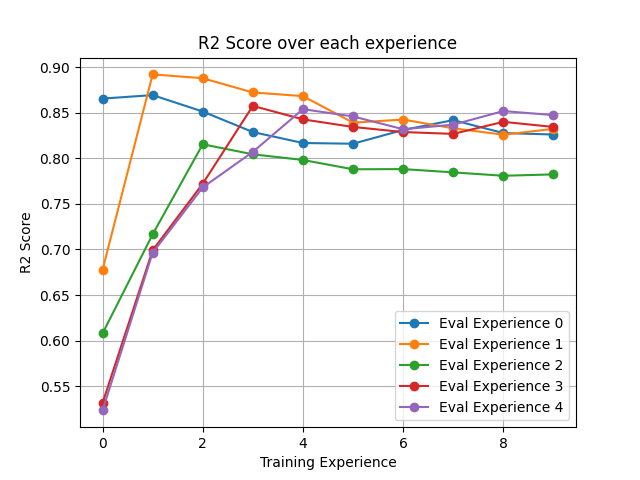 R2 Score over each experience
0.90
0.85
0.80
0.75
0.70
0.65
0.60
0.55
R2 Score
Eval Experience 0
Eval Experience 1
Eval Experience 2
Eval Experience 3
Eval Experience 4
0 2 4 6 8
Training Experience